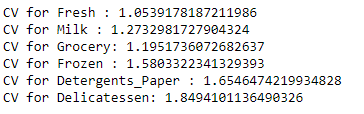 CV for Fresh : 1.0539178187211986
CV for Milk : 1.2732981727904324
CV for Grocery: 1.1951736072682637
CV for Frozen : 1.5803322341329393
CV for Detergents_Paper : 1.6546474219934828
CV for Delicatessen: 1.8494101136490326